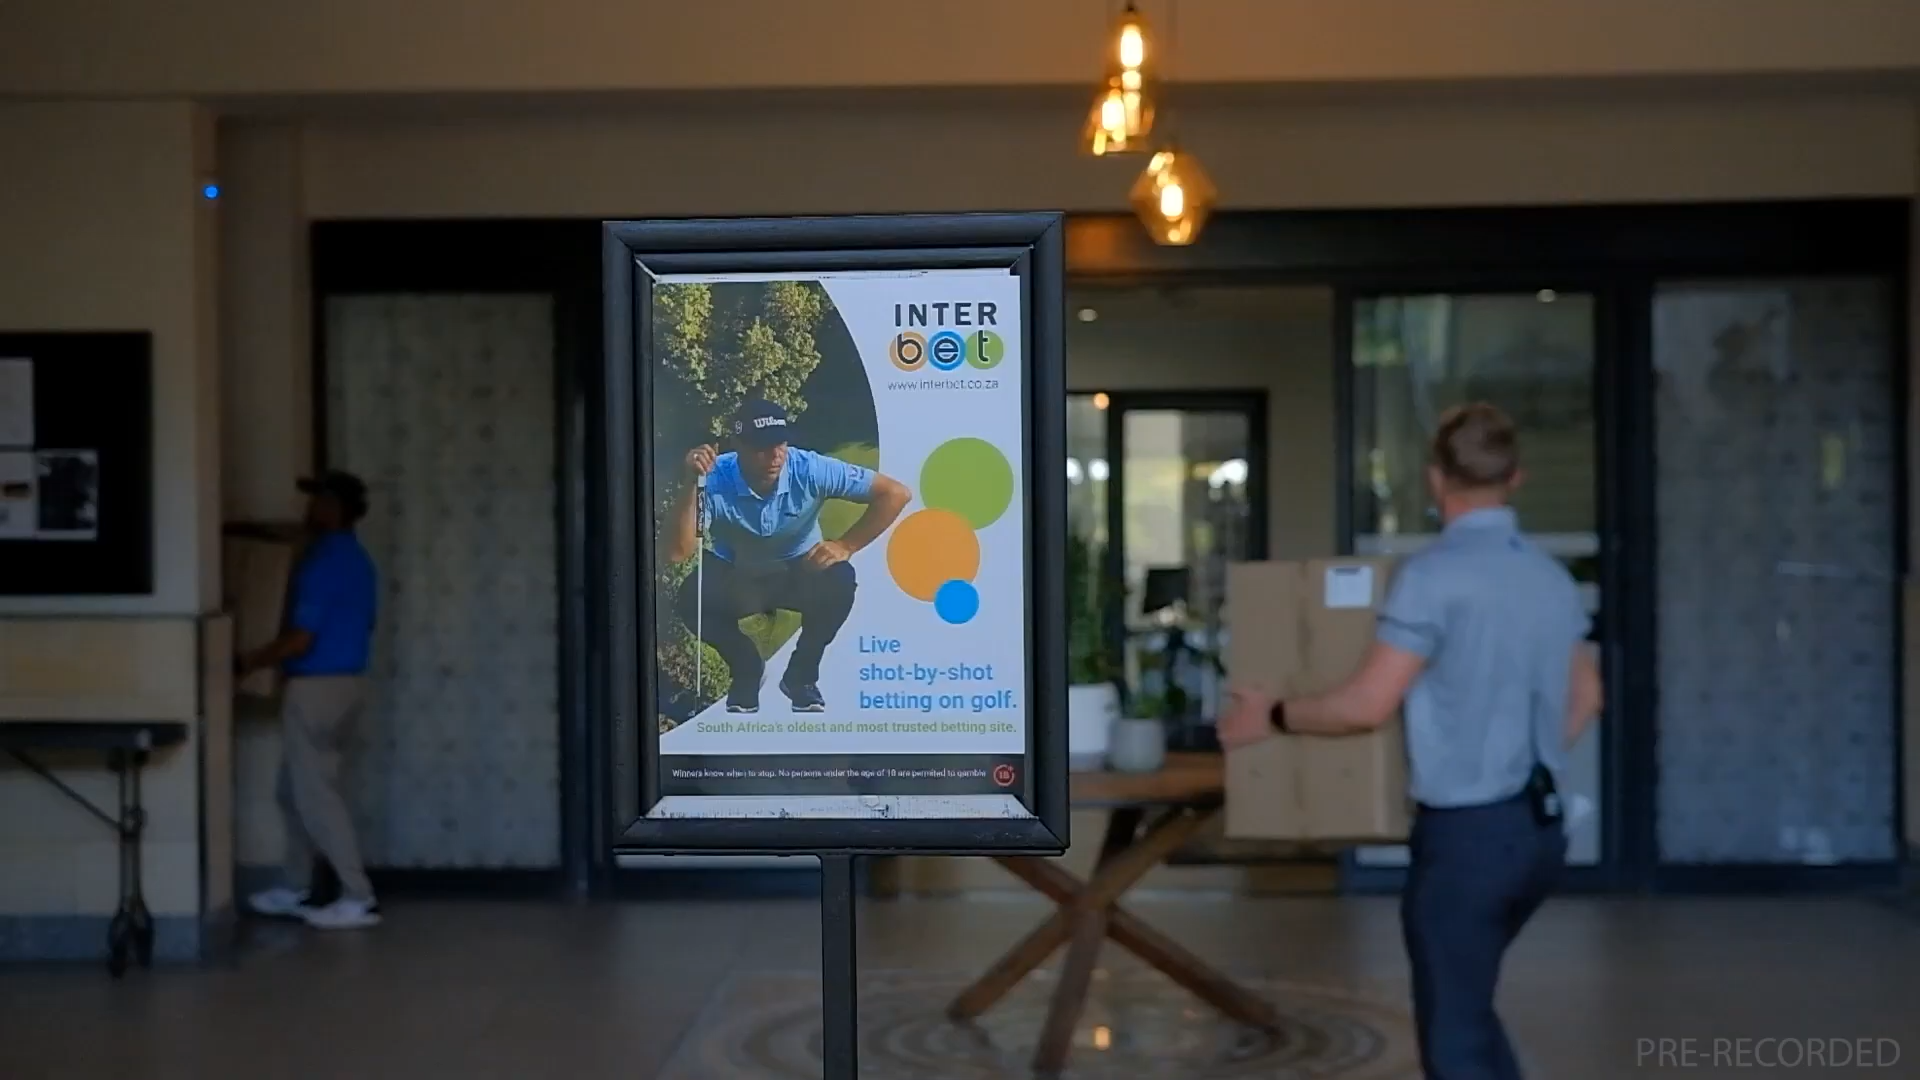 INTER
bet
www.interbet.co.za
Wilson
Live
shot-by-shot
betting on golf.
South Africa's oldest and most trusted betting site.
Winners know when to stop. No persons under the age of 18 are permitted to gamble
18
PRE-RECORDED